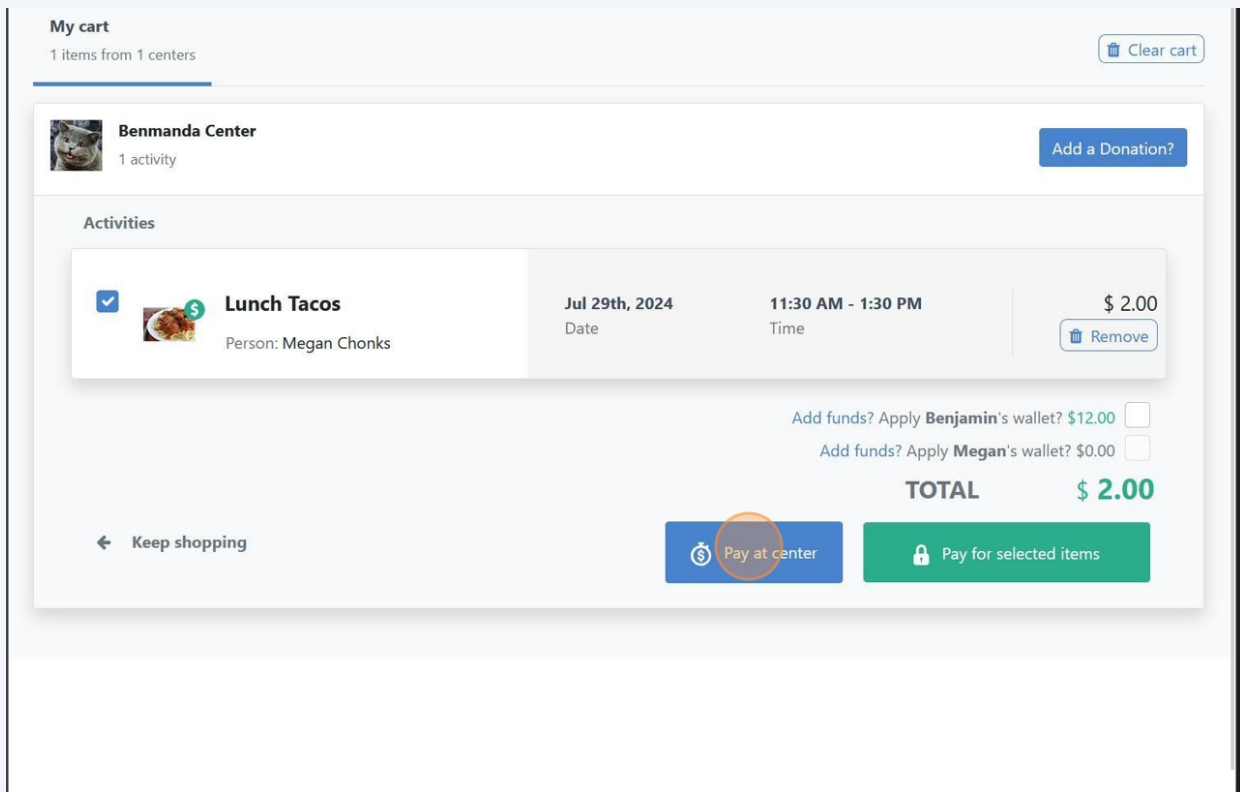 My cart
1 items from 1 centers
Clear cart
Benmanda Center
1 activity
Add a Donation?
Activities
Lunch Tacos
Person: Megan Chonks
Jul 29th, 2024
Date
11:30 AM - 1:30 PM
Time
$ 2.00
Remove
Add funds? Apply Benjamin's wallet? $12.00
Add funds? Apply Megan's wallet? $0.00
TOTAL $ 2.00
Keep shopping
Pay at center
Pay for selected items